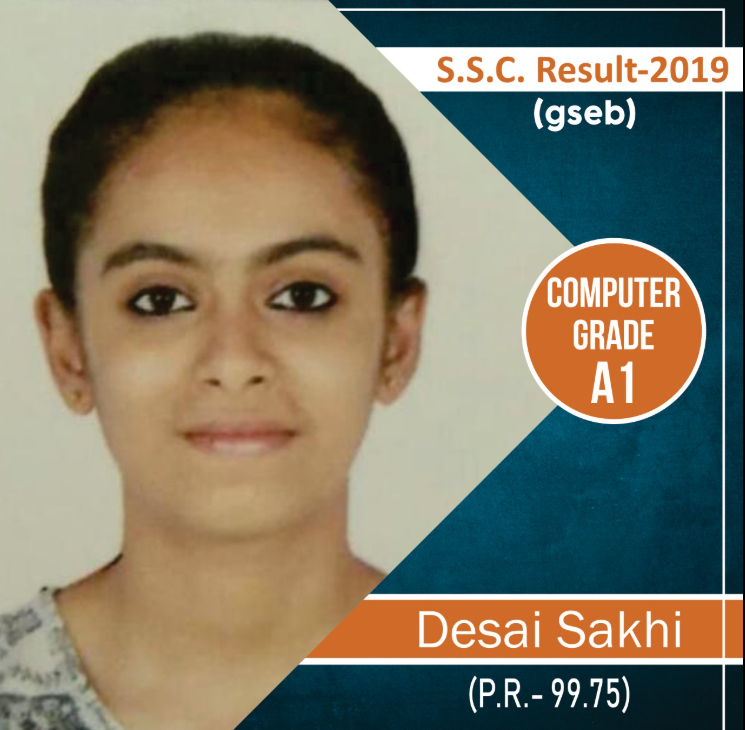 S.S.C. Result-2019
(gseb)
COMPUTER
GRADE
A1
Desai Sakhi
(P.R.- 99.75)